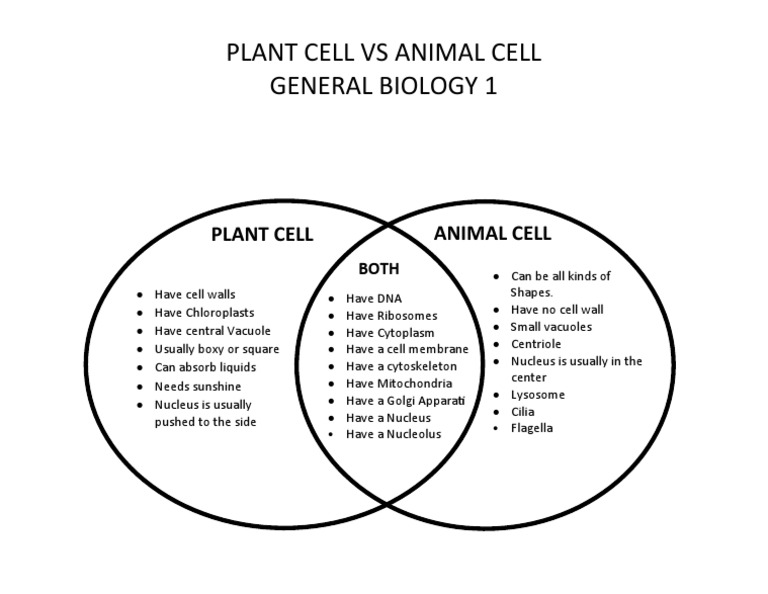 PLANT CELL VS ANIMAL CELL
GENERAL BIOLOGY 1
PLANT CELL
• Have cell walls
• Have Chloroplasts
• Have central Vacuole
• Usually boxy or square
• Can absorb liquids
• Needs sunshine
• Nucleus is usually
pushed to the side
BOTH
• Have DNA
• Have Ribosomes
• Have Cytoplasm
• Have a cell membrane
• Have a cytoskeleton
• Have Mitochondria
• Have a Golgi Apparati
• Have a Nucleus
• Have a Nucleolus
ANIMAL CELL
• Can be all kinds of
Shapes.
• Have no cell wall
• Small vacuoles
• Centriole
• Nucleus is usually in the
center
• Lysosome
• Cilia
• Flagella